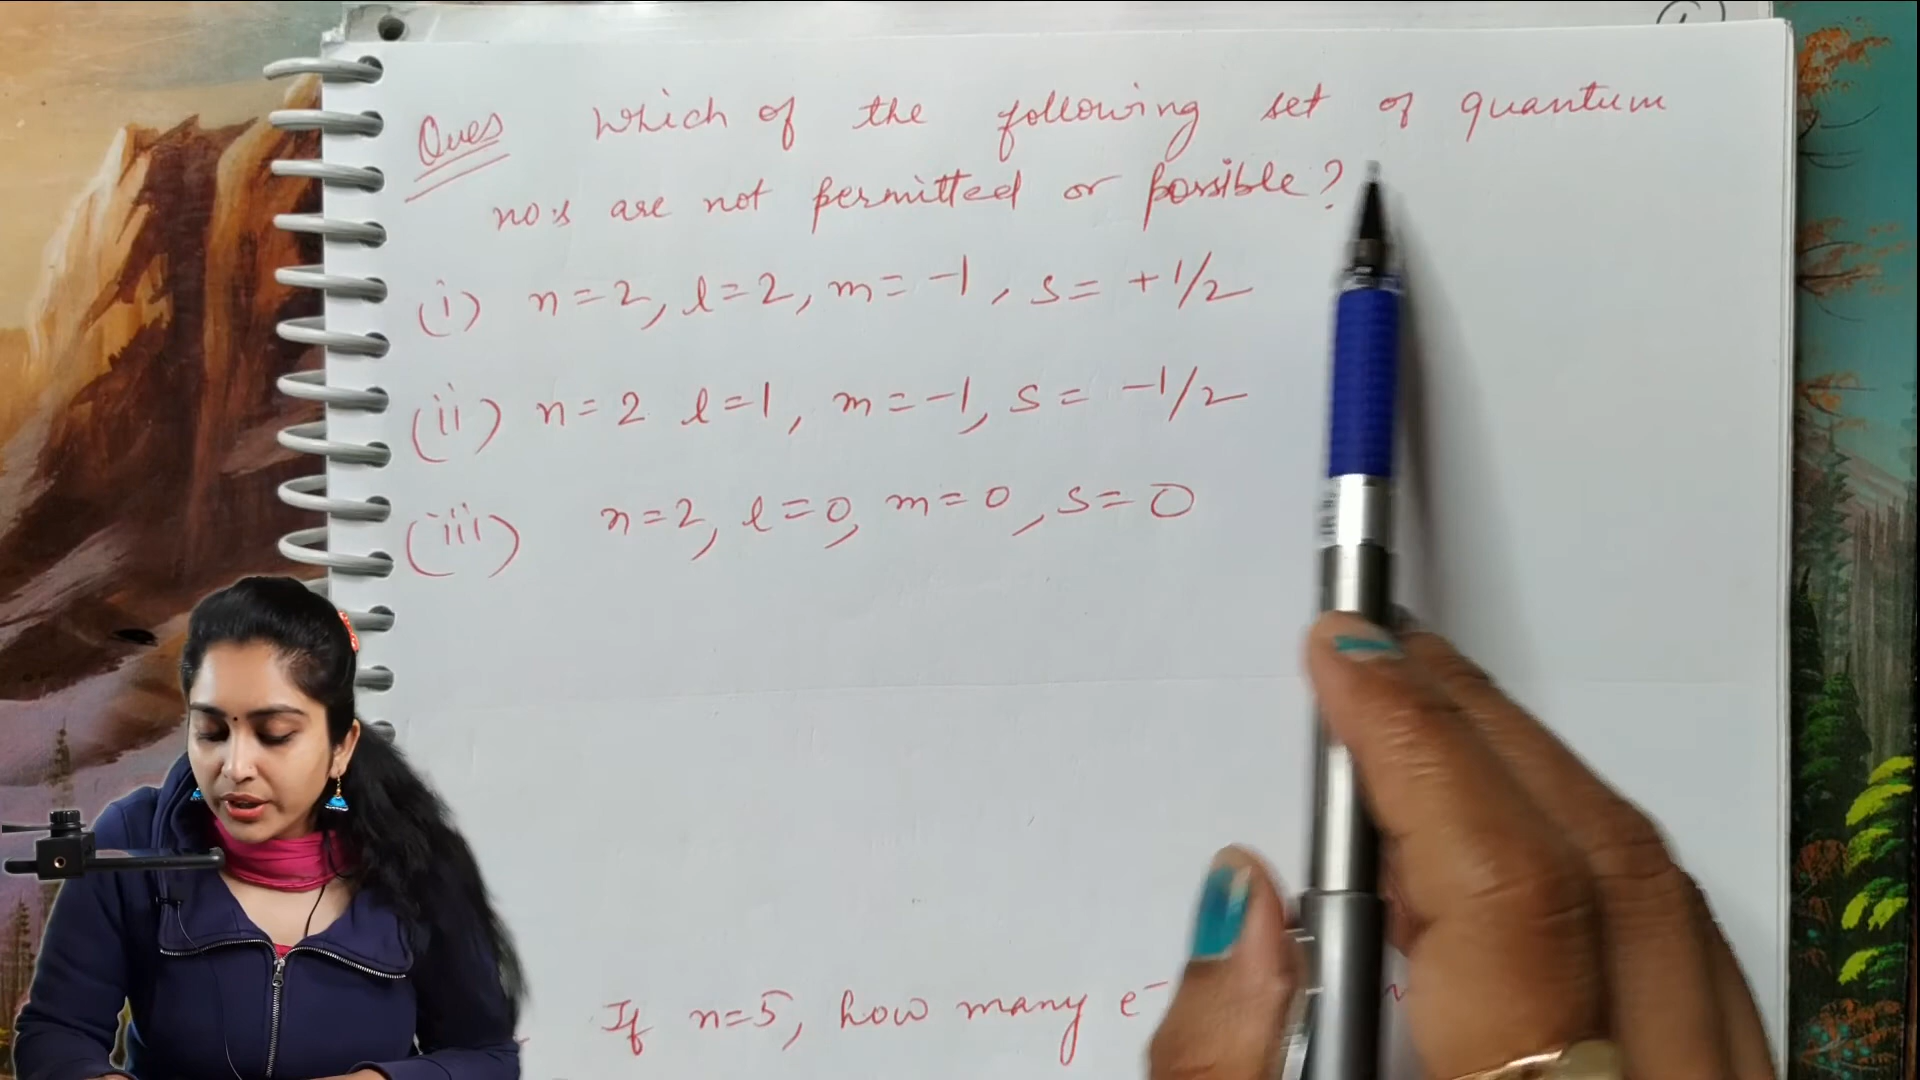 Ques Which of the following set of quantum
no's are not permitted or possible?
(i) n=2, l=2, m=-1, s=+1/2
(ii) n=2 l=1, m=-1, s=-1/2
(iii) n=2, l=0, m=0, s=0
If n=5, how many e-